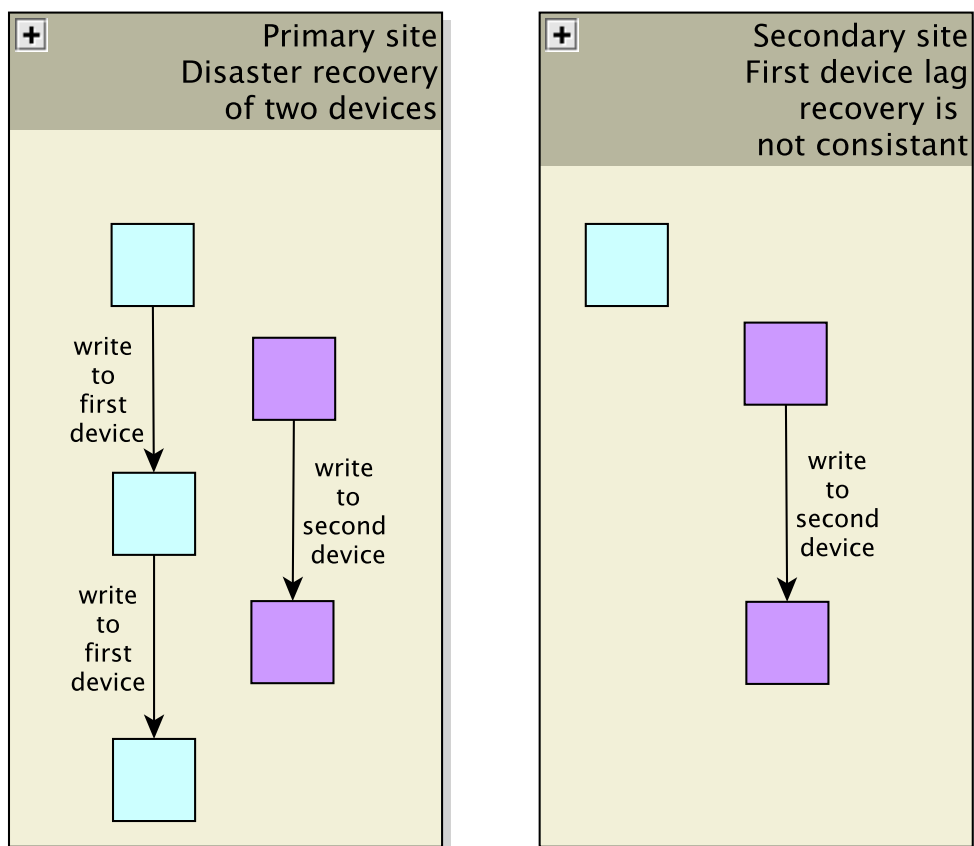 Primary site
Disaster recovery
of two devices
write
to
first
device
write
to
second
device
write
to
first
device
Secondary site
First device lag
recovery is
not consistant
write
to
second
device